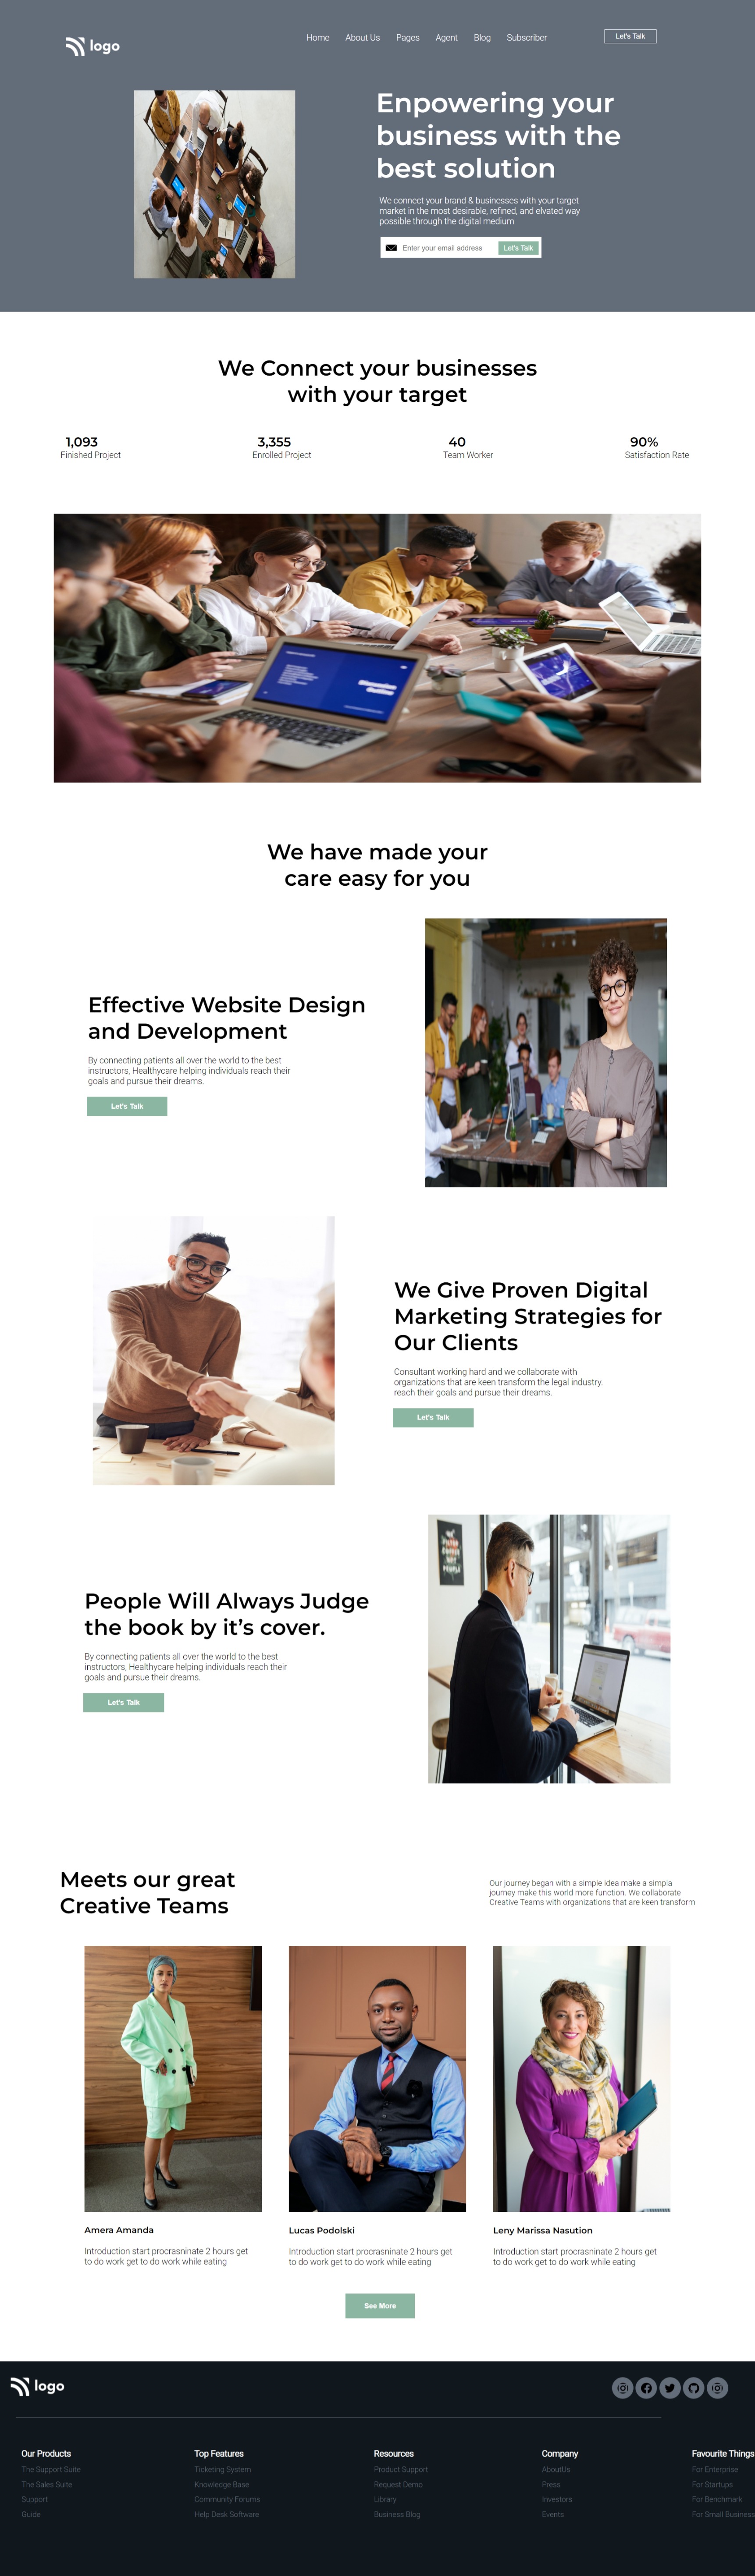 logo
Home About Us Pages Agent Blog Subscriber
Let's Talk
Enpowering your
business with the
best solution
We connect your brand & businesses with your target
market in the most desirable, refined, and elvated way
possible through the digital medium
Enter your email address
Let's Talk
We Connect your businesses
with your target
1,093
Finished Project
3,355
Enrolled Project
40
Team Worker
90%
Satisfaction Rate
We have made your
care easy for you
Effective Website Design
and Development
By connecting patients all over the world to the best
instructors, Healthycare helping individuals reach their
goals and pursue their dreams.
Let's Talk
We Give Proven Digital
Marketing Strategies for
Our Clients
Consultant working hard and we collaborate with
organizations that are keen transform the legal industry.
reach their goals and pursue their dreams.
Let's Talk
People Will Always Judge
the book by it’s cover.
By connecting patients all over the world to the best
instructors, Healthycare helping individuals reach their
goals and pursue their dreams.
Let's Talk
Meets our great
Creative Teams
Our journey began with a simple idea make a simpla
journey make this world more function. We collaborate
Creative Teams with organizations that are keen transform
Amera Amanda
Introduction start procrasninate 2 hours get
to do work get to do work while eating
Lucas Podolski
Introduction start procrasninate 2 hours get
to do work get to do work while eating
Leny Marissa Nasution
Introduction start procrasninate 2 hours get
to do work get to do work while eating
See More
logo
Our Products
The Support Suite
The Sales Suite
Support
Guide
Top Features
Ticketing System
Knowledge Base
Community Forums
Help Desk Software
Resources
Product Support
Request Demo
Library
Business Blog
Company
AboutUs
Press
Investors
Events
Favourite Things
For Enterprise
For Startups
For Benchmark
For Small Business